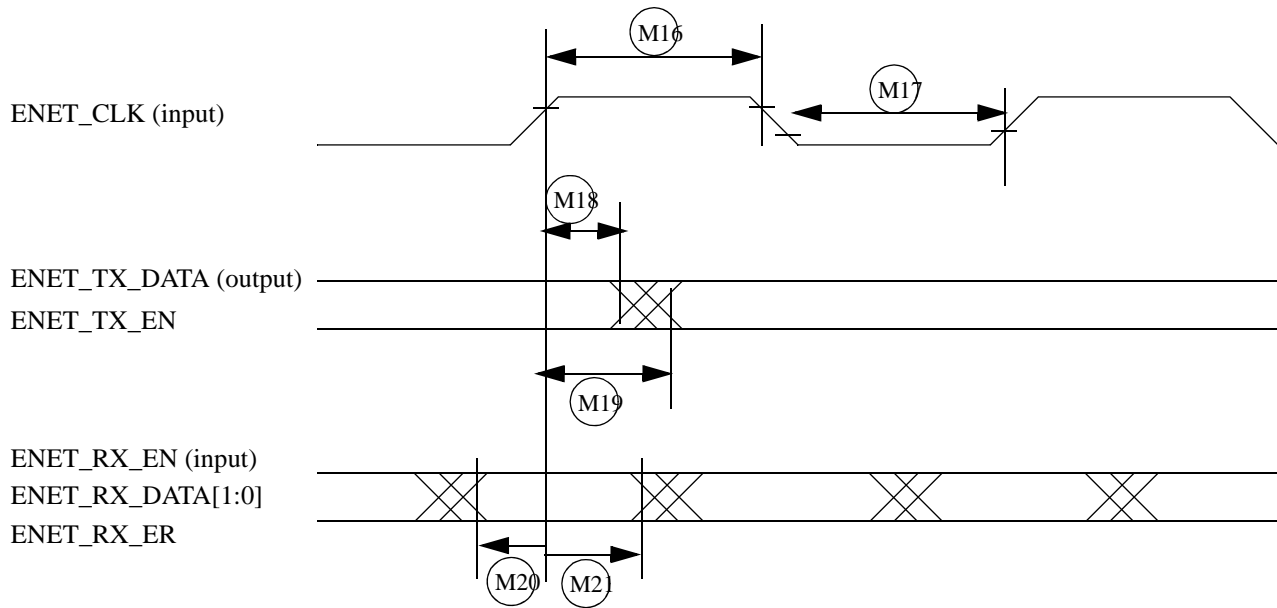 M16
ENET_CLK (input)
M17
M18
ENET_TX_DATA (output)
ENET_TX_EN
M19
ENET_RX_EN (input)
ENET_RX_DATA[1:0]
ENET_RX_ER
M20
M21